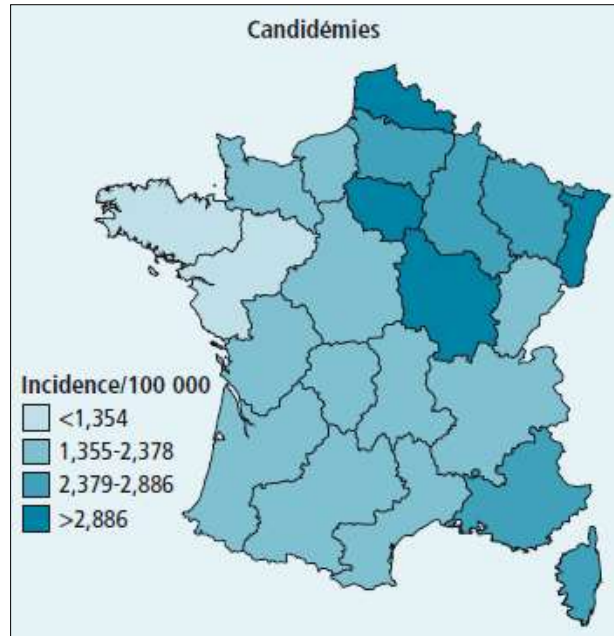 Candidémies
Incidence/100 000
<1,354
1,355-2,378
2,379-2,886
>2,886